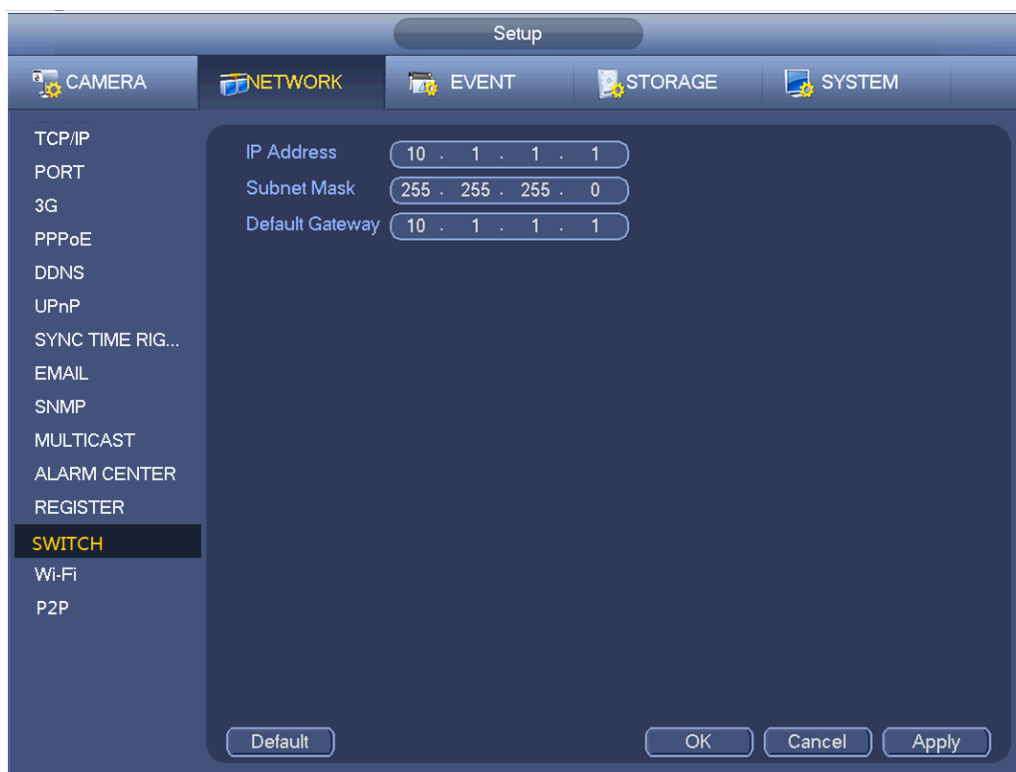 Setup
CAMERA
NETWORK
EVENT
STORAGE
SYSTEM
TCP/IP
PORT
3G
PPPoE
DDNS
UPnP
SYNC TIME RIG...
EMAIL
SNMP
MULTICAST
ALARM CENTER
REGISTER
SWITCH
Wi-Fi
P2P
IP Address 10 . 1 . 1 . 1
Subnet Mask 255 . 255 . 255 . 0
Default Gateway 10 . 1 . 1 . 1
Default
OK
Cancel
Apply